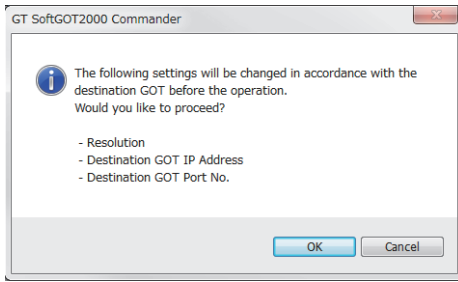 GT SoftGOT2000 Commander
The following settings will be changed in accordance with the
destination GOT before the operation.
Would you like to proceed?
- Resolution
- Destination GOT IP Address
- Destination GOT Port No.
OK Cancel